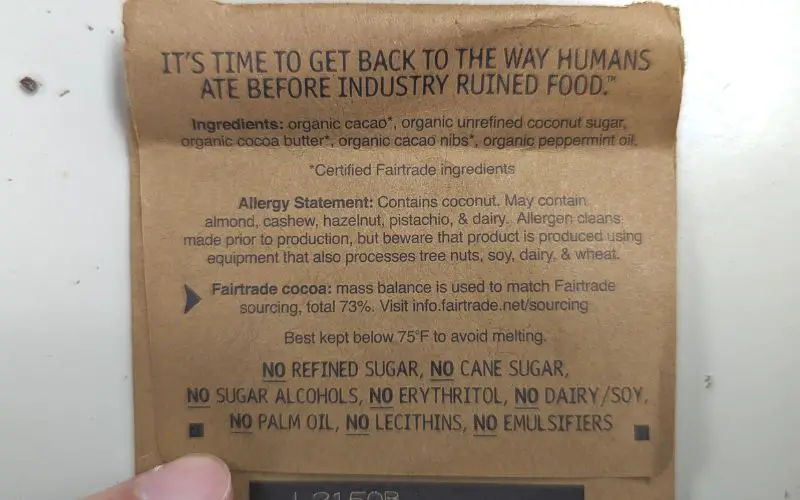 IT'S TIME TO GET BACK TO THE WAY HUMANS
ATE BEFORE INDUSTRY RUINED FOOD.™
Ingredients: organic cacao*, organic unrefined coconut sugar,
organic cocoa butter*, organic cacao nibs*, organic peppermint oil.
*Certified Fairtrade ingredients
Allergy Statement: Contains coconut. May contain
almond, cashew, hazelnut, pistachio, & dairy. Allergen cleans
made prior to production, but beware that product is produced using
equipment that also processes tree nuts, soy, dairy, & wheat.
Fairtrade cocoa: mass balance is used to match Fairtrade
sourcing, total 73%. Visit info.fairtrade.net/sourcing
Best kept below 75°F to avoid melting.
NO REFINED SUGAR, NO CANE SUGAR,
NO SUGAR ALCOHOLS, NO ERYTHRITOL, NO DAIRY/SOY,
NO PALM OIL, NO LECITHINS, NO EMULSIFIERS